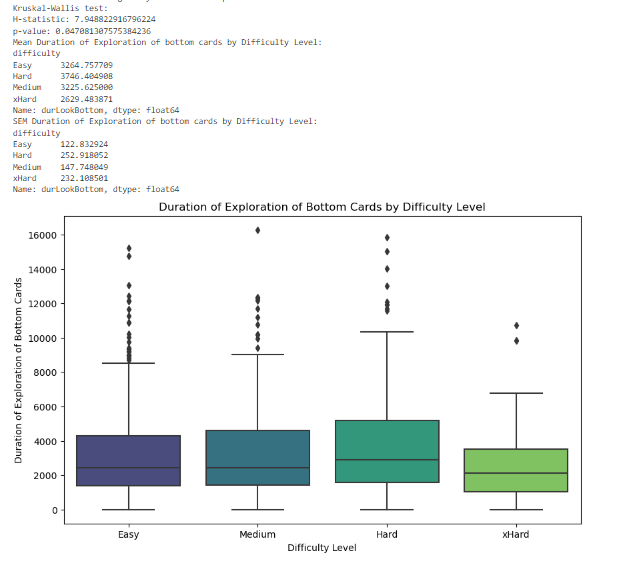 Kruskal-Wallis test:
H-statistic: 7.948822916796224
p-value: 0.047081307575384236
Mean Duration of Exploration of bottom cards by Difficulty Level:
difficulty
Easy 3264.757709
Hard 3746.404908
Medium 3225.625000
xHard 2629.483871
Name: durLookBottom, dtype: float64
SEM Duration of Exploration of bottom cards by Difficulty Level:
difficulty
Easy 122.832924
Hard 252.918052
Medium 147.748049
xHard 232.108501
Name: durLookBottom, dtype: float64
Duration of Exploration of Bottom Cards by Difficulty Level
16000
14000
12000
10000
8000
6000
4000
2000
0
Duration of Exploration of Bottom Cards
Easy Medium Hard xHard
Difficulty Level